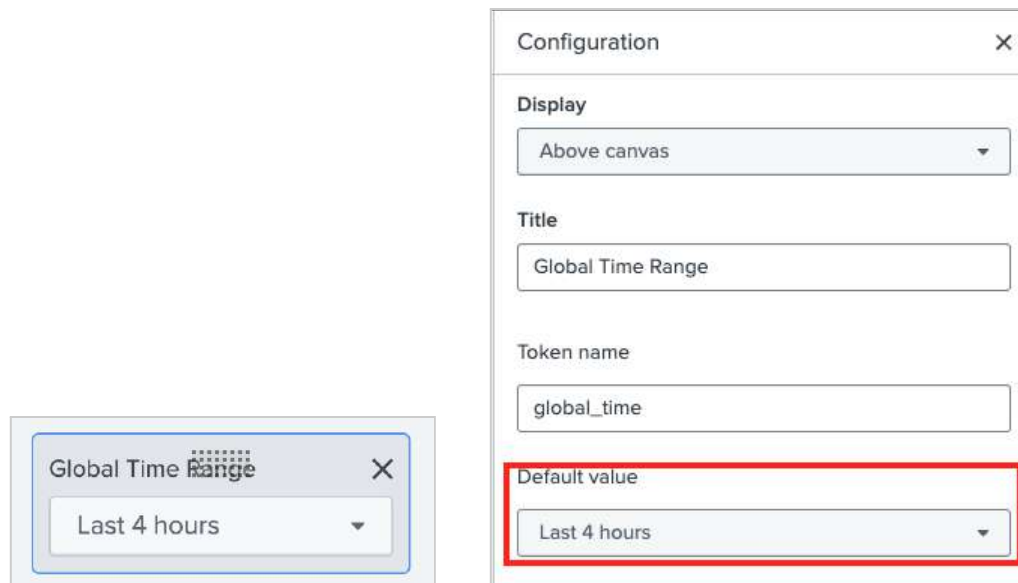 Global Time Range
Last 4 hours
Configuration
Display
Above canvas
Title
Global Time Range
Token name
global_time
Default value
Last 4 hours